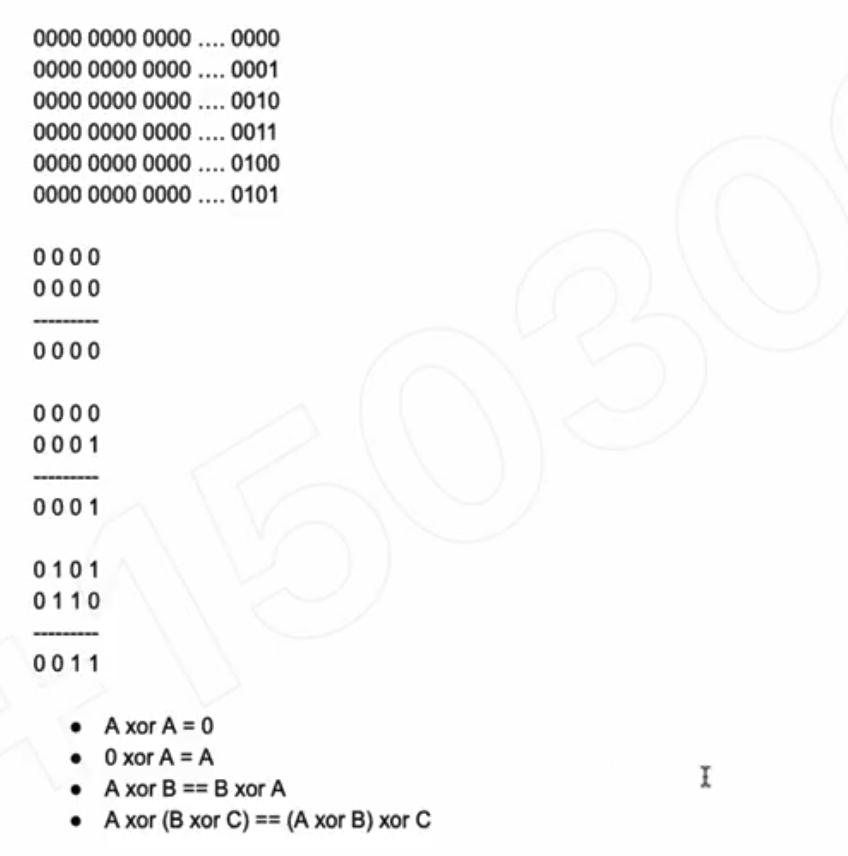 0000 0000 0000 .... 0000
0000 0000 0000 .... 0001
0000 0000 0000 .... 0010
0000 0000 0000 .... 0011
0000 0000 0000 .... 0100
0000 0000 0000 .... 0101
0 0 0 0
0 0 0 0
---------
0 0 0 0
0 0 0 0
0 0 0 1
---------
0 0 0 1
0 1 0 1
0 1 1 0
---------
0 0 1 1
● A xor A = 0
● 0 xor A = A
● A xor B == B xor A
● A xor (B xor C) == (A xor B) xor C